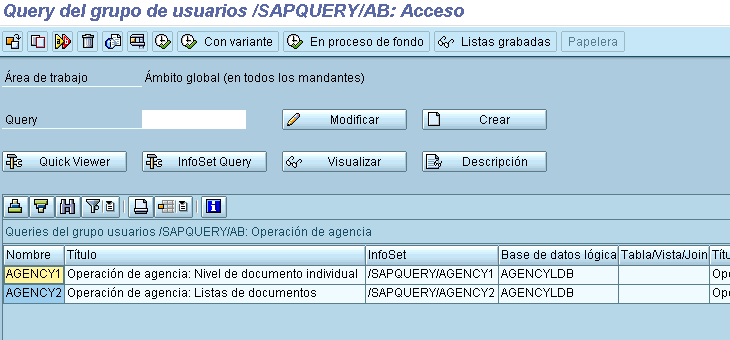 Query del grupo de usuarios /SAPQUERY/AB: Acceso
Con variante En proceso de fondo Listas grabadas Papelera
Área de trabajo Ámbito global (en todos los mandantes)
Query Modificar Crear
Quick Viewer InfoSet Query Visualizar Descripción
Queries del grupo usuarios /SAPQUERY/AB: Operación de agencia
Nombre Título InfoSet Base de datos lógica Tabla/Vista/Join Títu
AGENCY1 Operación de agencia: Nivel de documento individual /SAPQUERY/AGENCY1 AGENCYLDB Ope
AGENCY2 Operación de agencia: Listas de documentos /SAPQUERY/AGENCY2 AGENCYLDB Ope